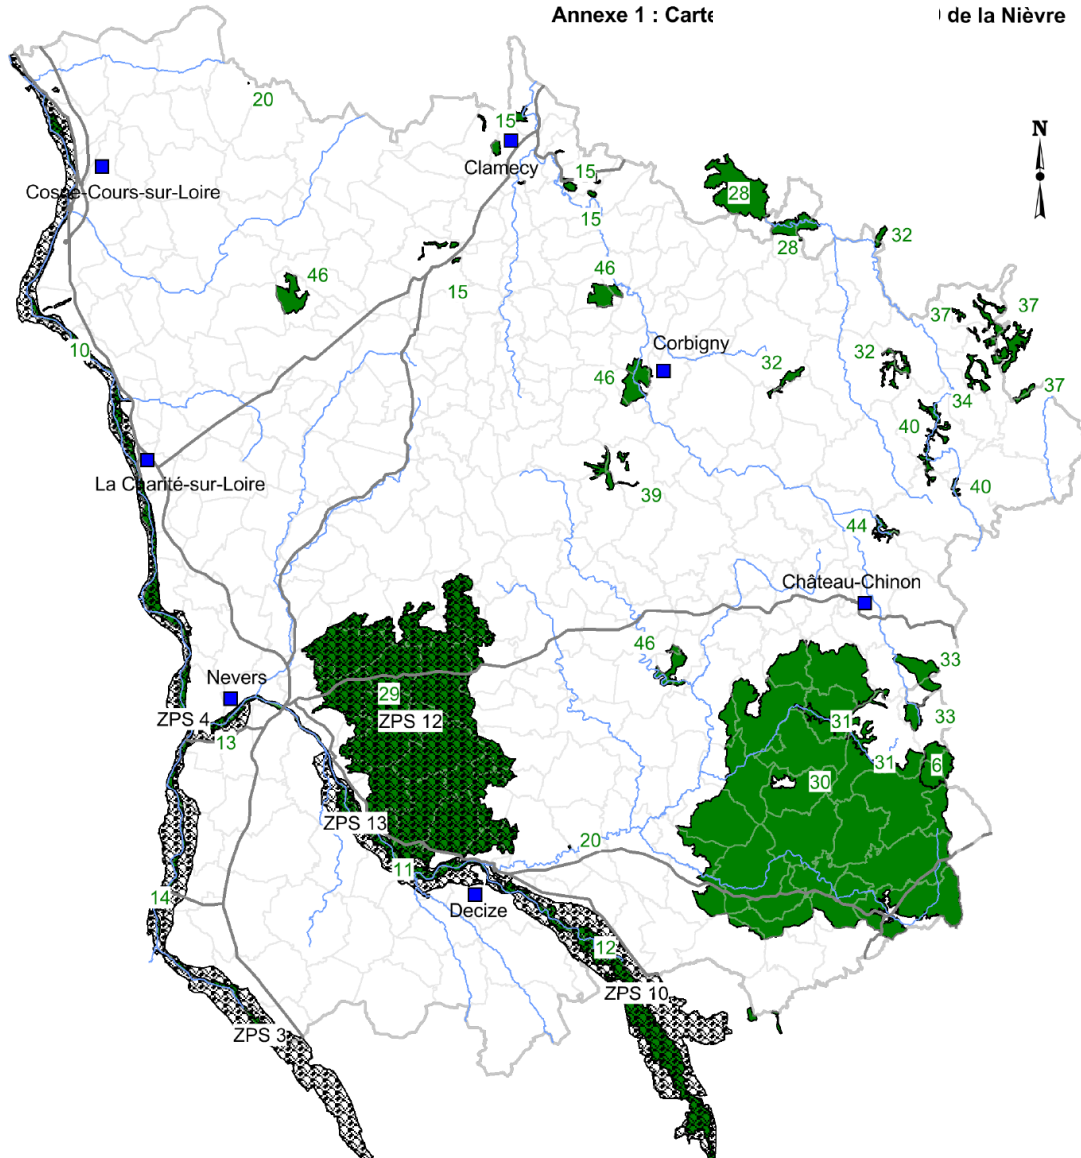 Annexe 1 : Carte de la Nièvre
N
20
15
Clamecy
15
28
Cosne-Cours-sur-Loire
15
28
32
46
46
15
37
37
10
Corbigny
32
32
46
37
34
40
La Charité-sur-Loire
39
40
44
Château-Chinon
46
33
Nevers
29
ZPS 4
ZPS 12
31
33
13
31
6
30
ZPS 13
20
11
14
Decize
12
ZPS 10
ZPS 3